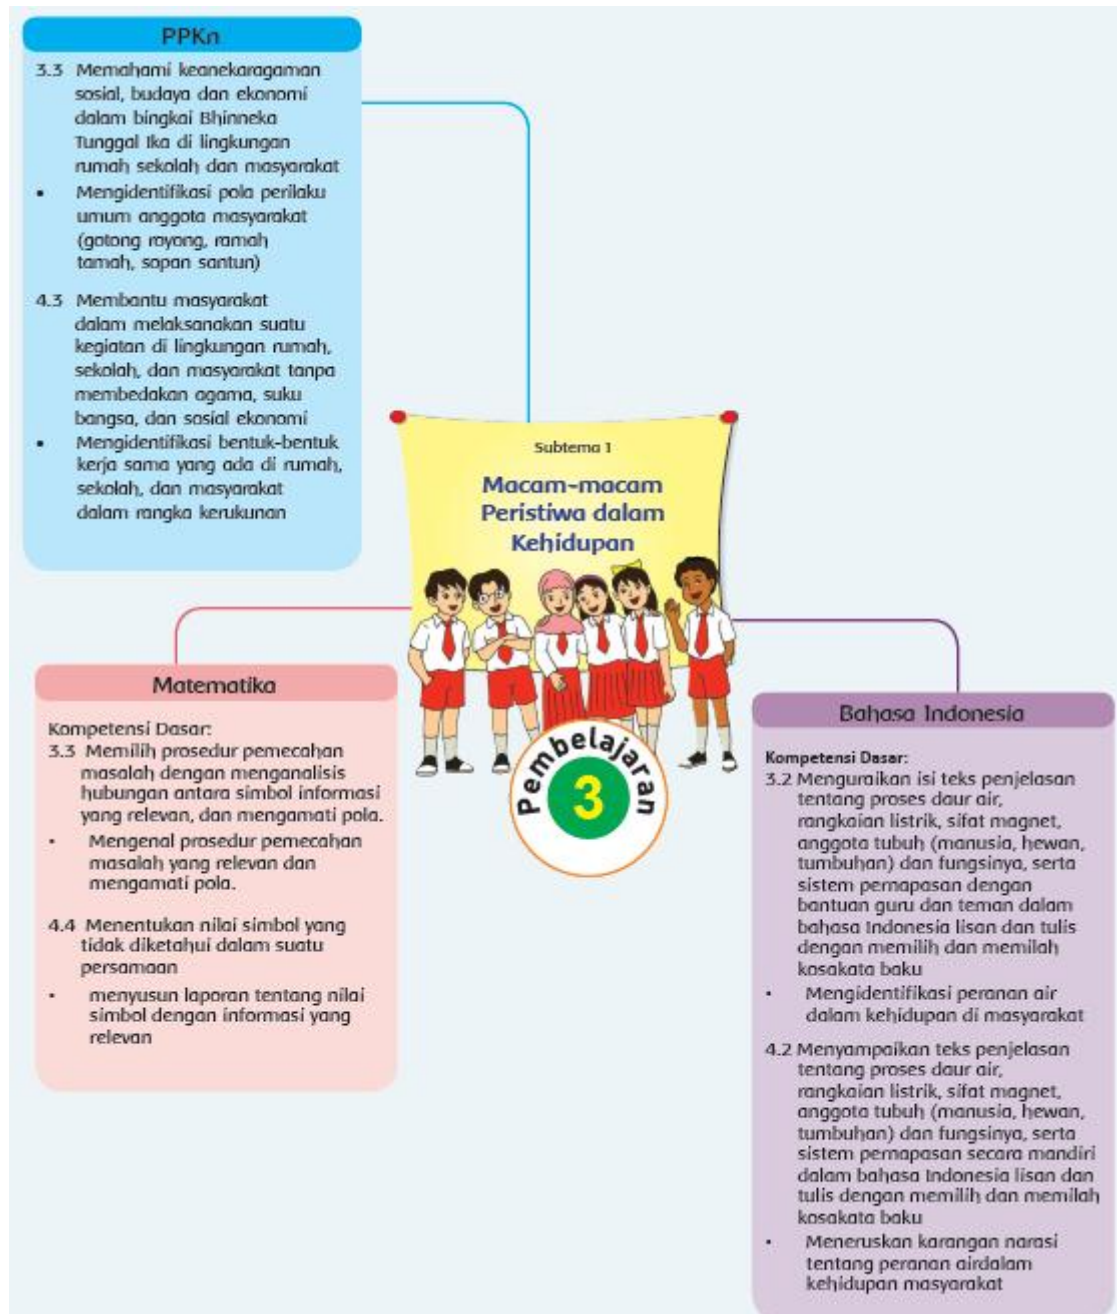 PPKn
3.3 Memahami keanekaragaman
sosial, budaya dan ekonomi
dalam bingkai Bhinneka
Tunggal Ika di lingkungan
rumah sekolah dan masyarakat
• Mengidentifikasi pola perilaku
umum anggota masyarakat
(gotong royong, ramah
tamah, sopan santun)
4.3 Membantu masyarakat
dalam melaksanakan suatu
kegiatan di lingkungan rumah,
sekolah, dan masyarakat tanpa
membedakan agama, suku
bangsa, dan sosial ekonomi
• Mengidentifikasi bentuk-bentuk
kerja sama yang ada di rumah,
sekolah, dan masyarakat
dalam rangka kerukunan
Subtema 1
Macam-macam
Peristiwa dalam
Kehidupan
Pembelajaran
3
Matematika
Kompetensi Dasar:
3.3 Memilih prosedur pemecahan
masalah dengan menganalisis
hubungan antara simbol informasi
yang relevan, dan mengamati pola.
• Mengenal prosedur pemecahan
masalah yang relevan dan
mengamati pola.
4.4 Menentukan nilai simbol yang
tidak diketahui dalam suatu
persamaan
• menyusun laporan tentang nilai
simbol dengan informasi yang
relevan
Bahasa Indonesia
Kompetensi Dasar:
3.2 Menguraikan isi teks penjelasan
tentang proses daur air,
rangkaian listrik, sifat magnet,
anggota tubuh (manusia, hewan,
tumbuhan) dan fungsinya, serta
sistem pernapasan dengan
bantuan guru dan teman dalam
bahasa Indonesia lisan dan tulis
dengan memilih dan memilah
kosakata baku
• Mengidentifikasi peranan air
dalam kehidupan di masyarakat
4.2 Menyampaikan teks penjelasan
tentang proses daur air,
rangkaian listrik, sifat magnet,
anggota tubuh (manusia, hewan,
tumbuhan) dan fungsinya, serta
sistem pernapasan secara mandiri
dalam bahasa Indonesia lisan dan
tulis dengan memilih dan memilah
kosakata baku
• Meneruskan karangan narasi
tentang peranan airdalam
kehidupan masyarakat